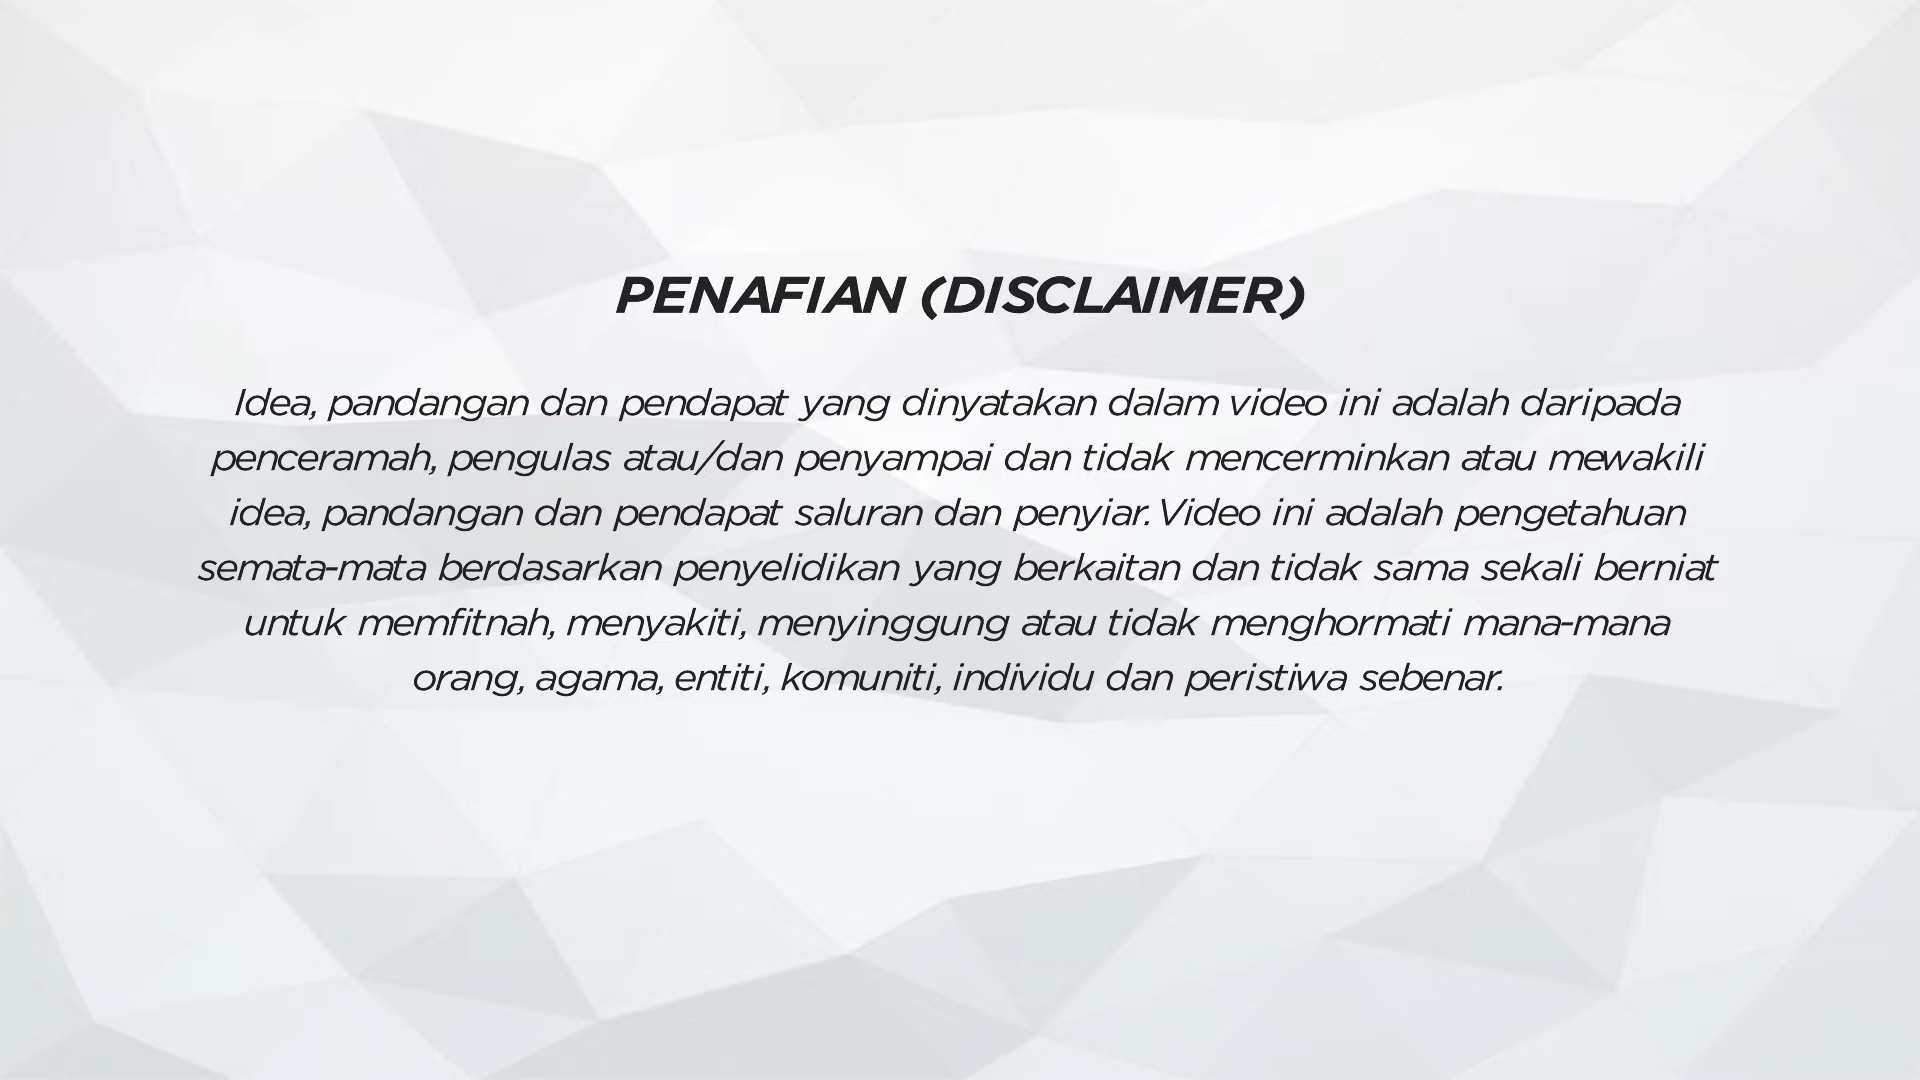 PENAFIAN (DISCLAIMER)
Idea, pandangan dan pendapat yang dinyatakan dalam video ini adalah daripada
penceramah, pengulas atau/dan penyampai dan tidak mencerminkan atau mewakili
idea, pandangan dan pendapat saluran dan penyiar. Video ini adalah pengetahuan
semata-mata berdasarkan penyelidikan yang berkaitan dan tidak sama sekali berniat
untuk memfitnah, menyakiti, menyinggung atau tidak menghormati mana-mana
orang, agama, entiti, komuniti, individu dan peristiwa sebenar.